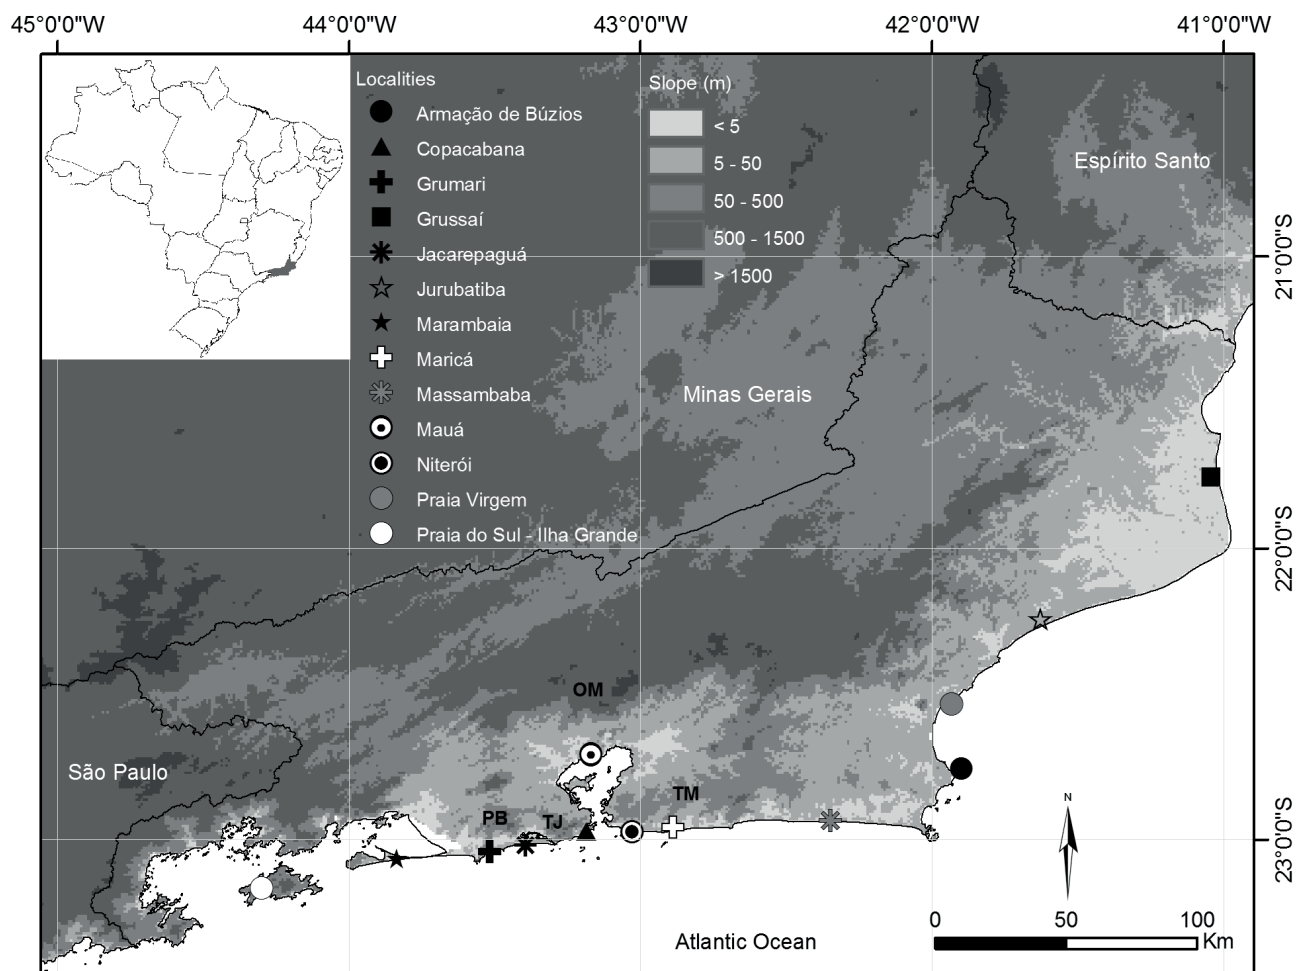 45°0'0"W 44°0'0"W 43°0'0"W 42°0'0"W 41°0'0"W
Localities
Armação de Búzios
Copacabana
Grumari
Grussaí
Jacarepaguá
Jurubatiba
Marambaia
Maricá
Massambaba
Mauá
Niterói
Praia Virgem
Praia do Sul - Ilha Grande
Slope (m)
< 5
5 - 50
50 - 500
500 - 1500
> 1500
Espírito Santo
21°0'0"S
Minas Gerais
22°0'0"S
OM
São Paulo
TM
PB
TJ
N
23°0'0"S
0 50 100
Km
Atlantic Ocean